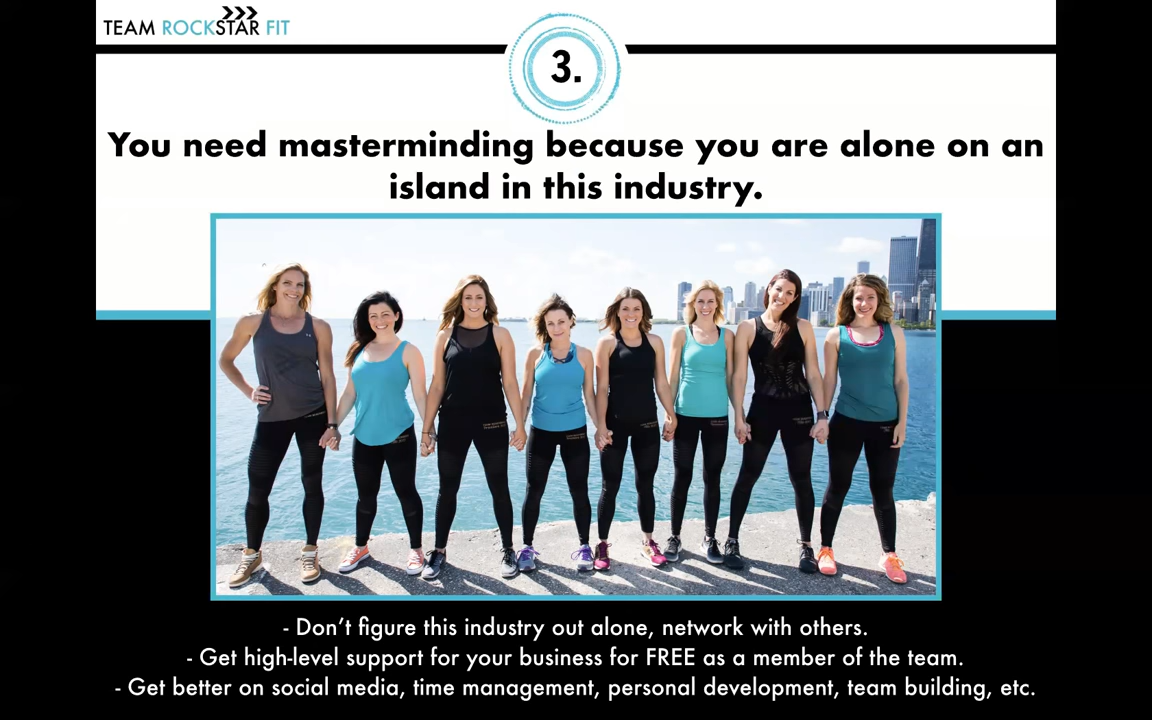 TEAM ROCKSTAR FIT
3.
You need masterminding because you are alone on an
island in this industry.
- Don't figure this industry out alone, network with others.
- Get high-level support for your business for FREE as a member of the team.
- Get better on social media, time management, personal development, team building, etc.